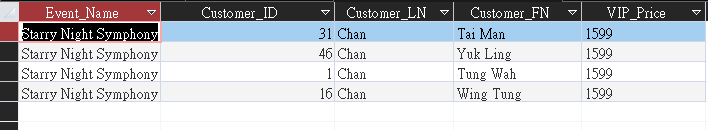 Event_Name Customer_ID Customer_LN Customer_FN VIP_Price
Starry Night Symphony 31 Chan Tai Man 1599
Starry Night Symphony 46 Chan Yuk Ling 1599
Starry Night Symphony 1 Chan Tung Wah 1599
Starry Night Symphony 16 Chan Wing Tung 1599